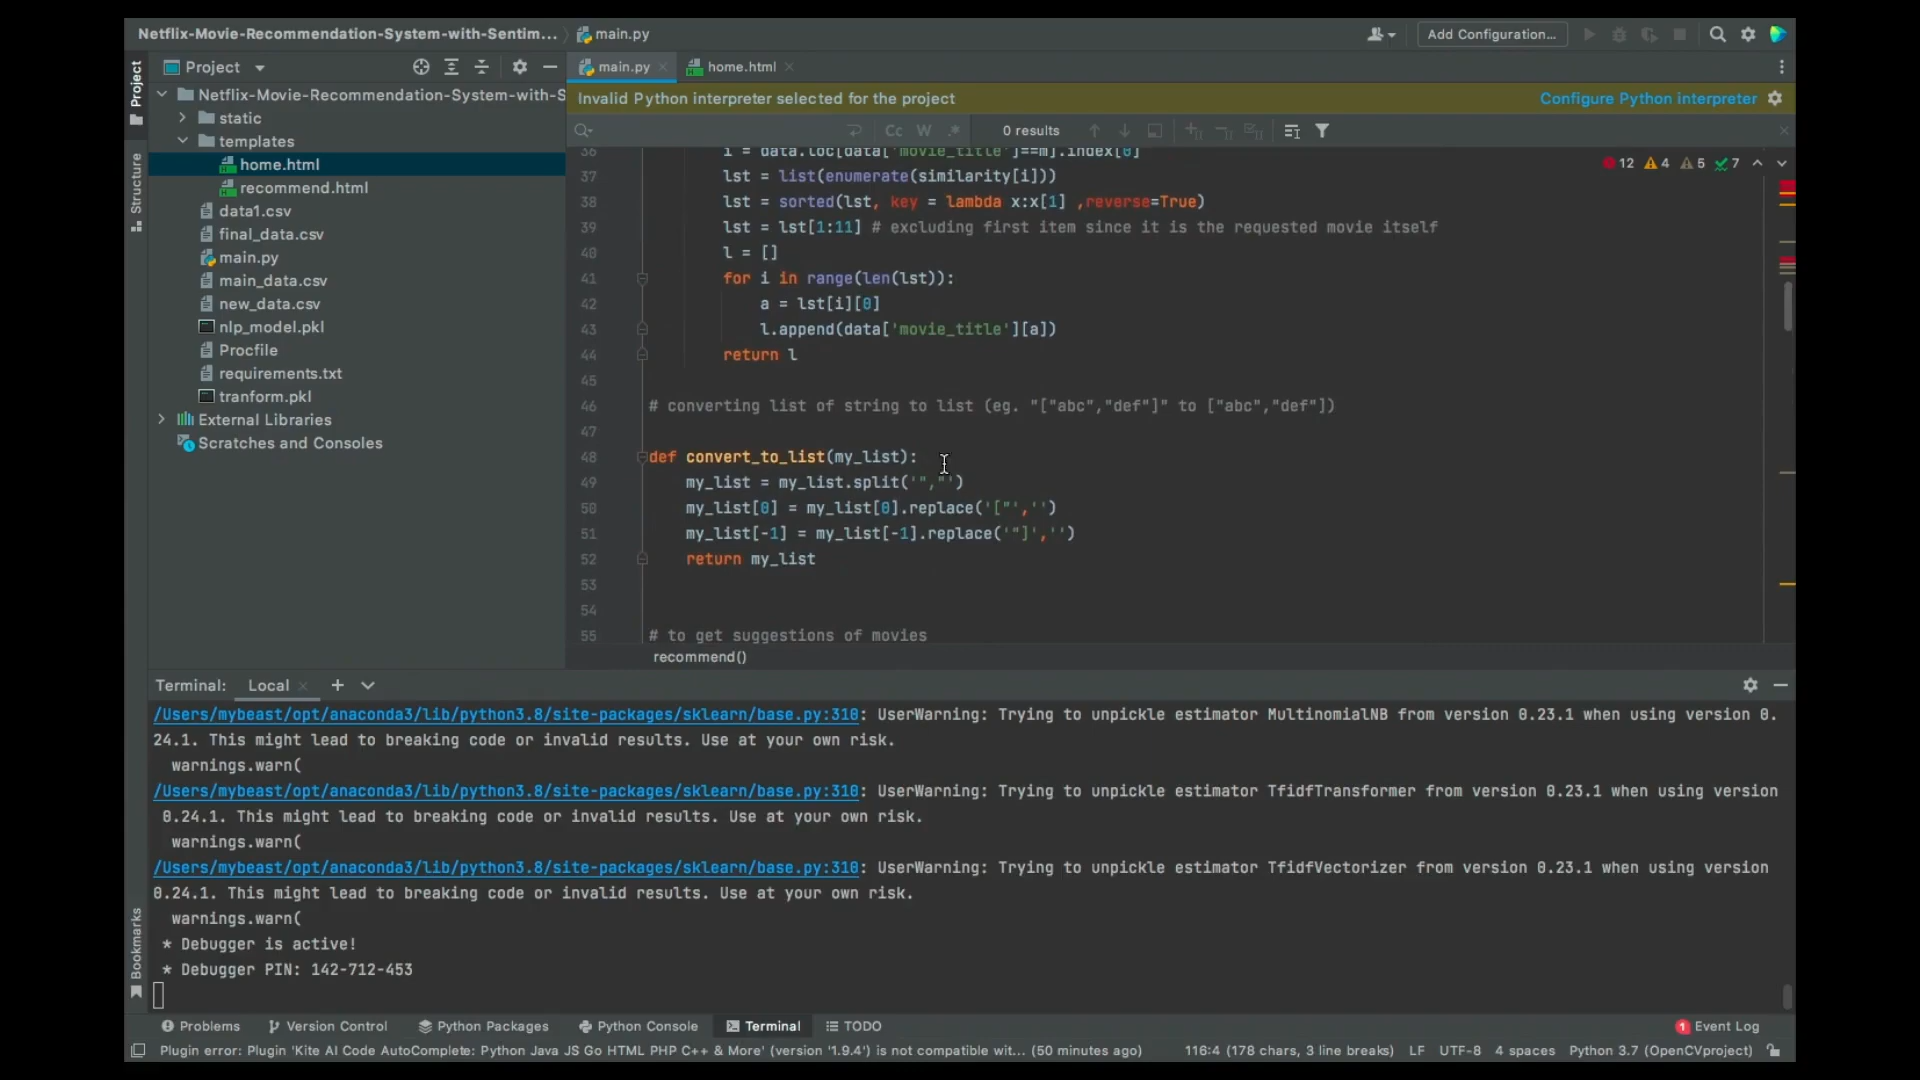 Netflix-Movie-Recommendation-System-with-Sentim...
main.py
Add Configuration...
Project
Project
main.py
home.html
Netflix-Movie-Recommendation-System-with-S
static
templates
home.html
recommend.html
data1.csv
final_data.csv
main.py
main_data.csv
new_data.csv
nlp_model.pkl
Procfile
requirements.txt
tranform.pkl
External Libraries
Scratches and Consoles
Structure
Bookmarks
Invalid Python interpreter selected for the project
Configure Python interpreter
Cc W .* 0 results
12 4 5 7
36 i = data.loc[data['movie_title']==m].index[0]
37 lst = list(enumerate(similarity[i]))
38 lst = sorted(lst, key = lambda x:x[1] ,reverse=True)
39 lst = lst[1:11] # excluding first item since it is the requested movie itself
40 l = []
41 for i in range(len(lst)):
42 a = lst[i][0]
43 l.append(data['movie_title'][a])
44 return l
45
46 # converting list of string to list (eg. "["abc","def"]" to ["abc","def"])
47
48 def convert_to_list(my_list):
49 my_list = my_list.split('","')
50 my_list[0] = my_list[0].replace('["','')
51 my_list[-1] = my_list[-1].replace('"]','')
52 return my_list
53
54
55 # to get suggestions of movies
recommend()
Terminal: Local
/Users/mybeast/opt/anaconda3/lib/python3.8/site-packages/sklearn/base.py:310: UserWarning: Trying to unpickle estimator MultinomialNB from version 0.23.1 when using version 0.
24.1. This might lead to breaking code or invalid results. Use at your own risk.
warnings.warn(
/Users/mybeast/opt/anaconda3/lib/python3.8/site-packages/sklearn/base.py:310: UserWarning: Trying to unpickle estimator TfidfTransformer from version 0.23.1 when using version
0.24.1. This might lead to breaking code or invalid results. Use at your own risk.
warnings.warn(
/Users/mybeast/opt/anaconda3/lib/python3.8/site-packages/sklearn/base.py:310: UserWarning: Trying to unpickle estimator TfidfVectorizer from version 0.23.1 when using version
0.24.1. This might lead to breaking code or invalid results. Use at your own risk.
warnings.warn(
* Debugger is active!
* Debugger PIN: 142-712-453
Problems
Version Control
Python Packages
Python Console
Terminal
TODO
1 Event Log
Plugin error: Plugin 'Kite AI Code AutoComplete: Python Java JS Go HTML PHP C++ & More' (version '1.9.4') is not compatible wit... (50 minutes ago)
116:4 (178 chars, 3 line breaks) LF UTF-8 4 spaces Python 3.7 (OpenCVproject)